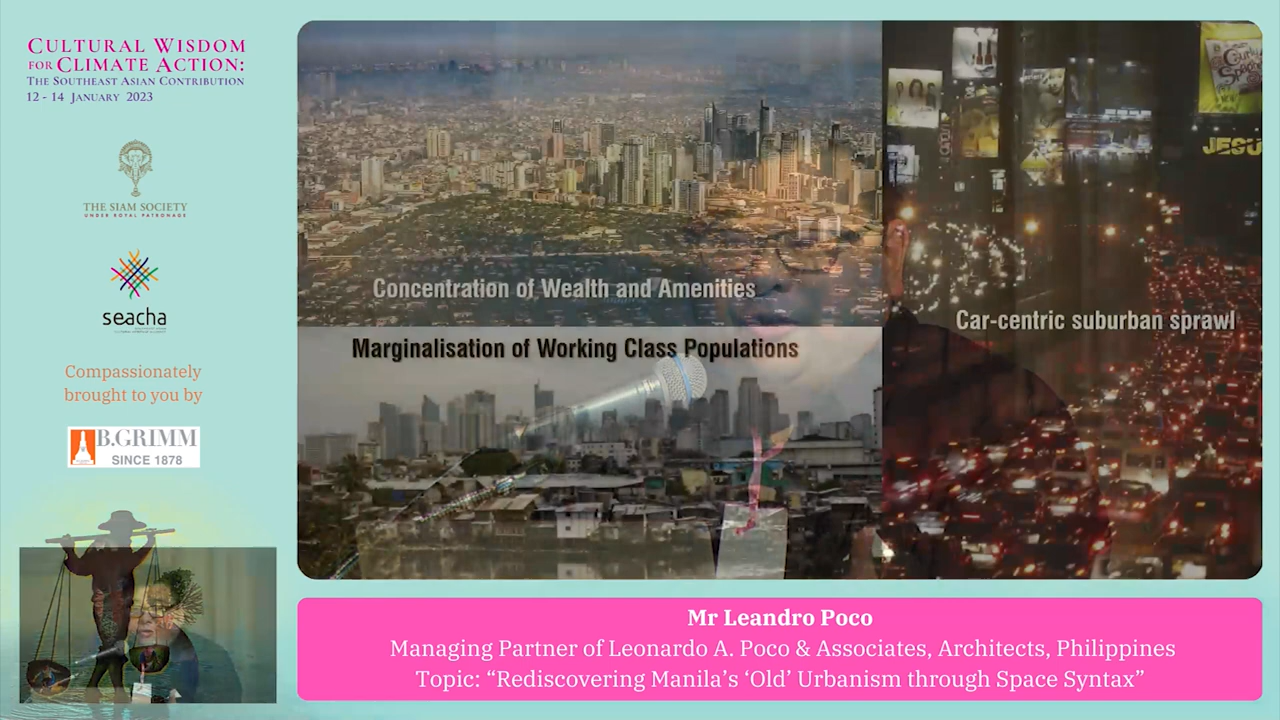 CULTURAL WISDOM
FOR CLIMATE ACTION:
THE SOUTHEAST ASIAN CONTRIBUTION
12 - 14 JANUARY 2023
THE SIAM SOCIETY
UNDER ROYAL PATRONAGE
seacha
Compassionately
brought to you by
B.GRIMM
SINCE 1878
Concentration of Wealth and Amenities
Marginalisation of Working Class Populations
Car-centric suburban sprawl
JESU
Mr Leandro Poco
Managing Partner of Leonardo A. Poco & Associates, Architects, Philippines
Topic: “Rediscovering Manila’s ‘Old’ Urbanism through Space Syntax”